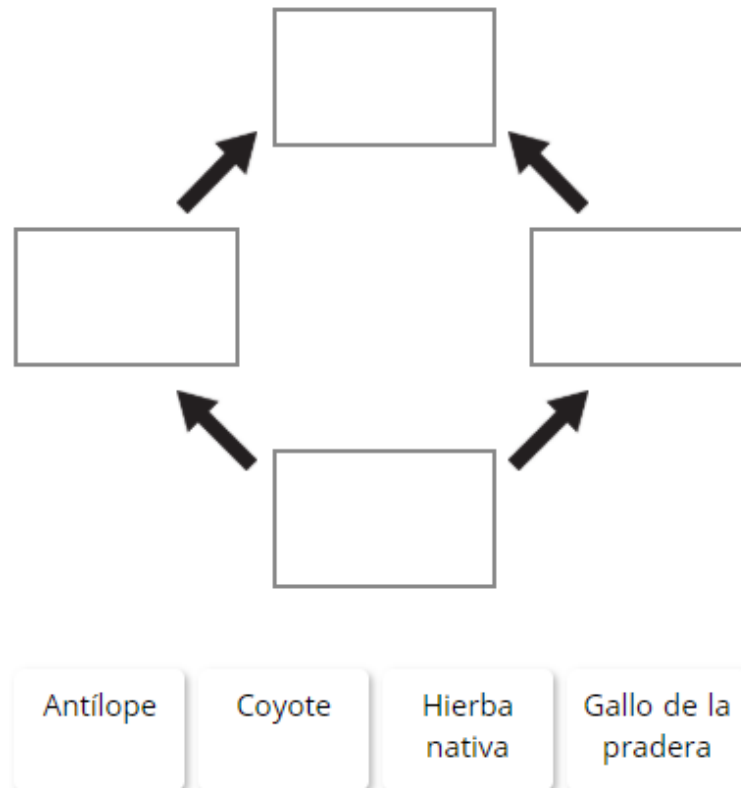 Antílope
Coyote
Hierba
nativa
Gallo de la
pradera